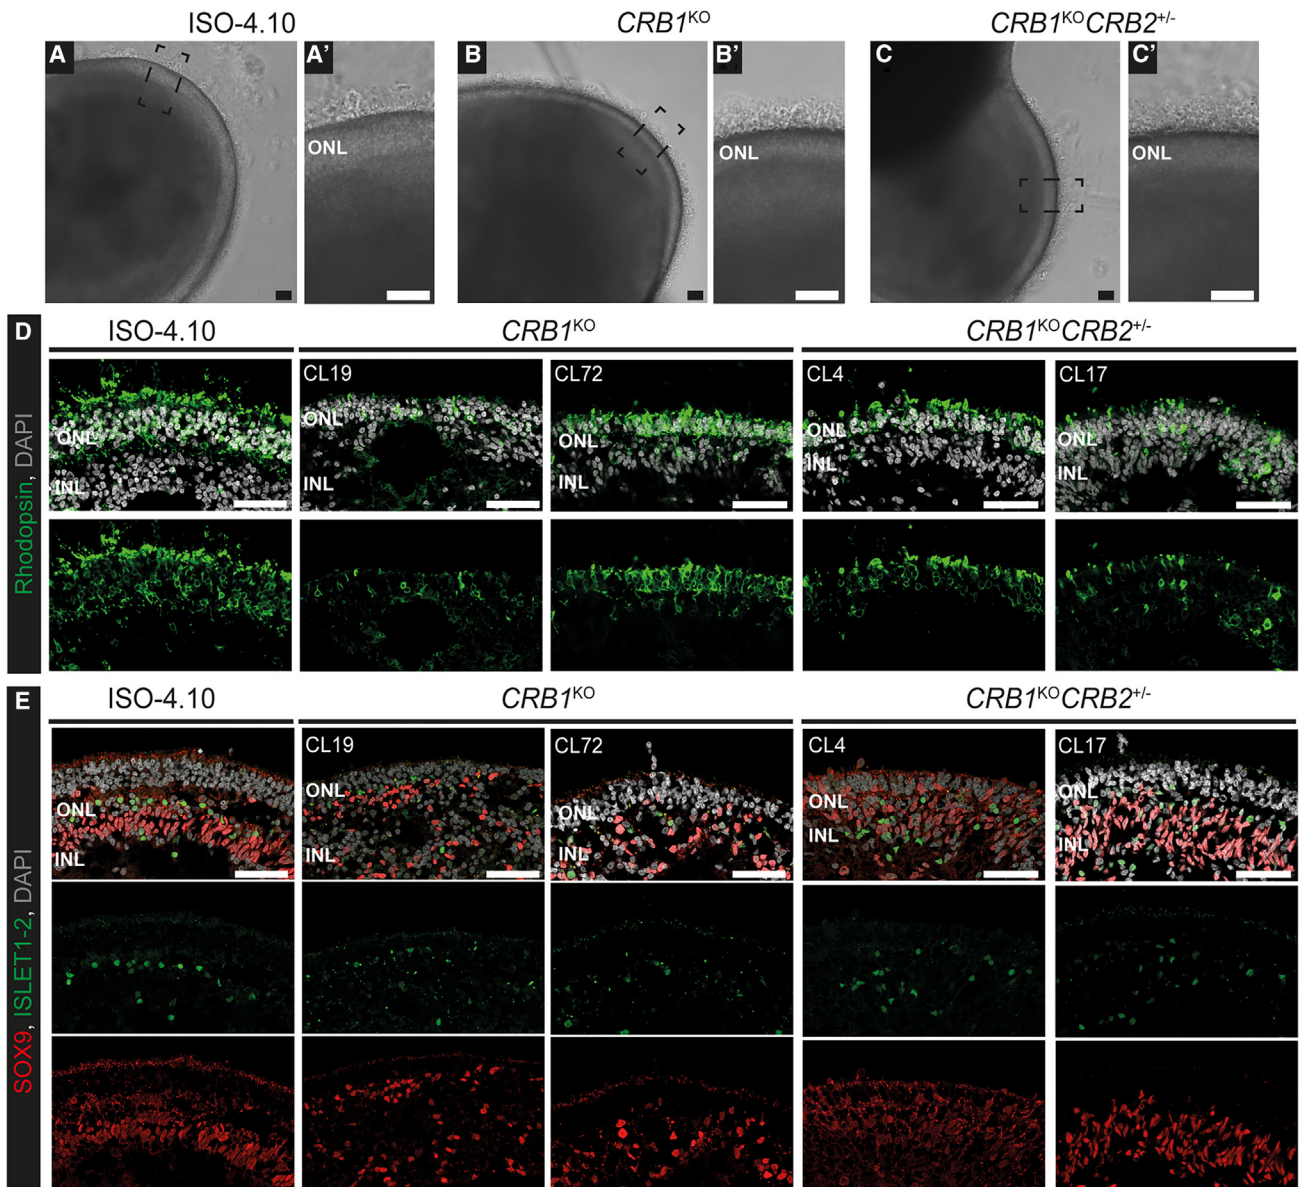 ISO-4.10 CRB1KO CRB1KOCRB2+/-
A A' B B' C C'
ONL ONL ONL
D ISO-4.10 CRB1KO CRB1KOCRB2+/-
Rhodopsin, DAPI
CL19 CL72 CL4 CL17
ONL ONL ONL ONL ONL
INL INL INL INL INL
E ISO-4.10 CRB1KO CRB1KOCRB2+/-
SOX9, ISLET1-2, DAPI
CL19 CL72 CL4 CL17
ONL ONL ONL ONL ONL
INL INL INL INL INL